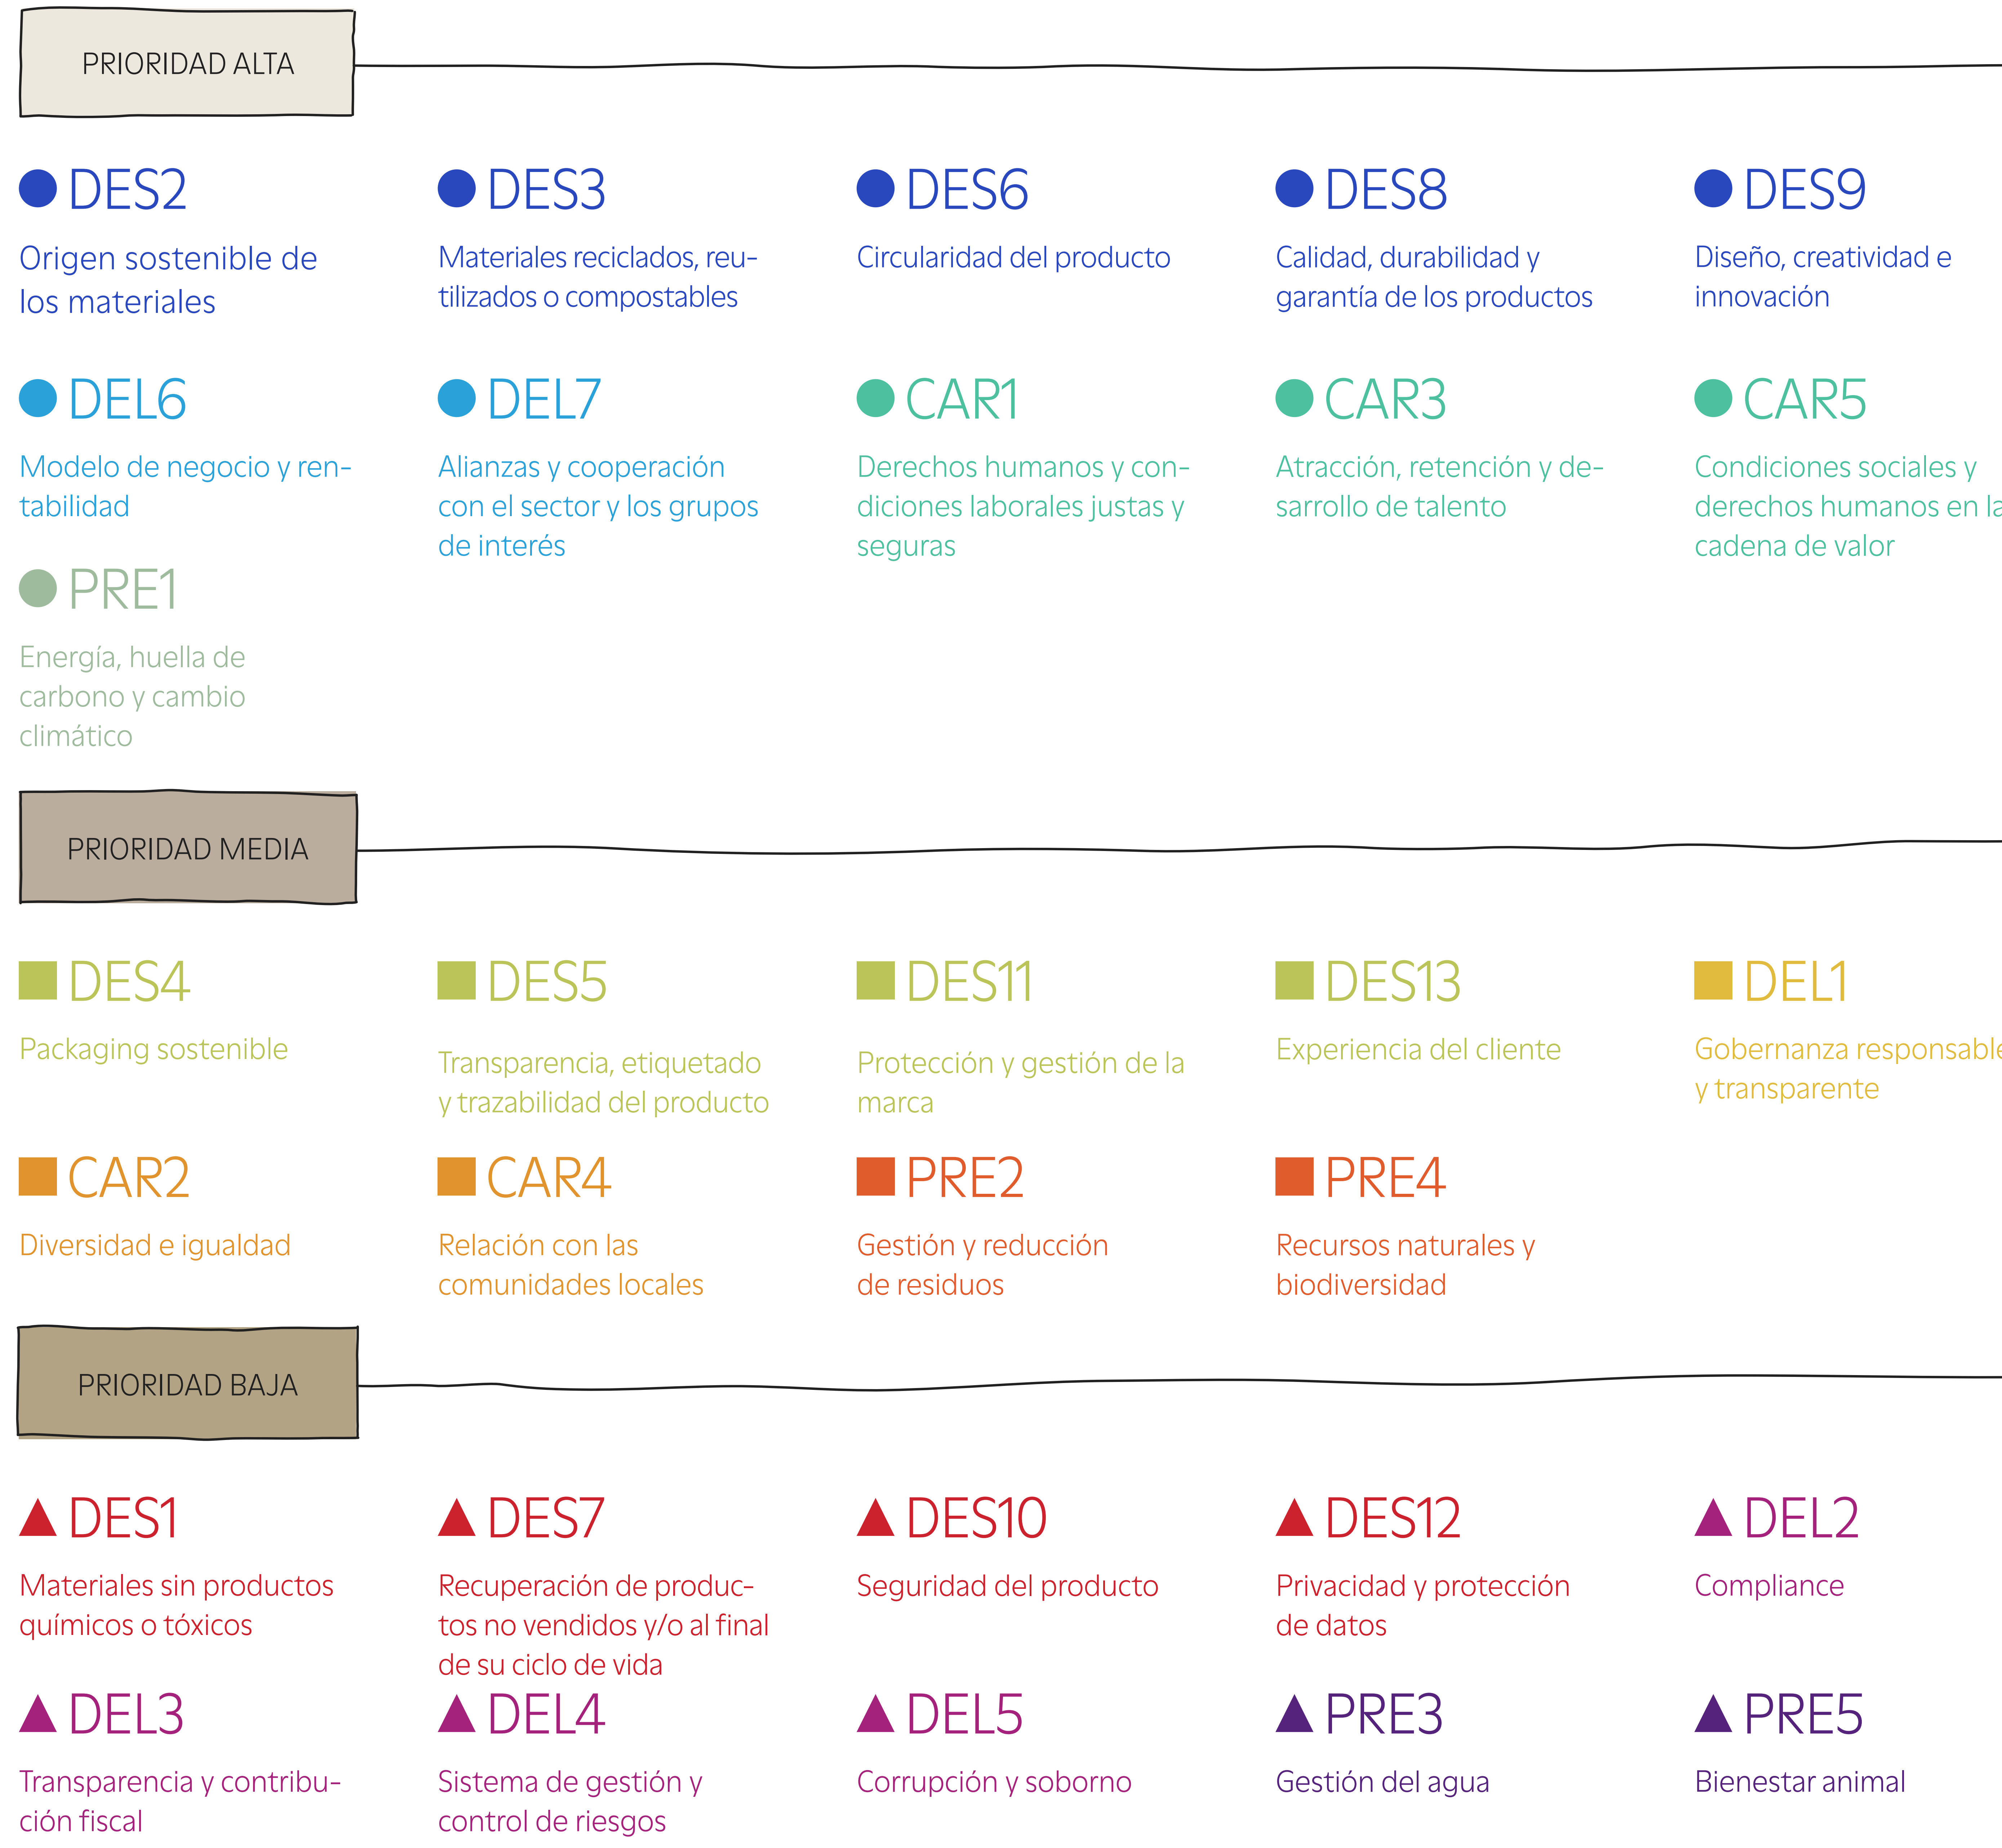 PRIORIDAD ALTA
DES2
Origen sostenible de
los materiales
DES3
Materiales reciclados, reu-
tilizados o compostables
DES6
Circularidad del producto
DES8
Calidad, durabilidad y
garantía de los productos
DES9
Diseño, creatividad e
innovación
DEL6
Modelo de negocio y ren-
tabilidad
DEL7
Alianzas y cooperación
con el sector y los grupos
de interés
CAR1
Derechos humanos y con-
diciones laborales justas y
seguras
CAR3
Atracción, retención y de-
sarrollo de talento
CAR5
Condiciones sociales y
derechos humanos en la
cadena de valor
PRE1
Energía, huella de
carbono y cambio
climático
PRIORIDAD MEDIA
DES4
Packaging sostenible
DES5
Transparencia, etiquetado
y trazabilidad del producto
DES11
Protección y gestión de la
marca
DES13
Experiencia del cliente
DEL1
Gobernanza responsable
y transparente
CAR2
Diversidad e igualdad
CAR4
Relación con las
comunidades locales
PRE2
Gestión y reducción
de residuos
PRE4
Recursos naturales y
biodiversidad
PRIORIDAD BAJA
DES1
Materiales sin productos
químicos o tóxicos
DES7
Recuperación de produc-
tos no vendidos y/o al final
de su ciclo de vida
DES10
Seguridad del producto
DES12
Privacidad y protección
de datos
DEL2
Compliance
DEL3
Transparencia y contribu-
ción fiscal
DEL4
Sistema de gestión y
control de riesgos
DEL5
Corrupción y soborno
PRE3
Gestión del agua
PRE5
Bienestar animal